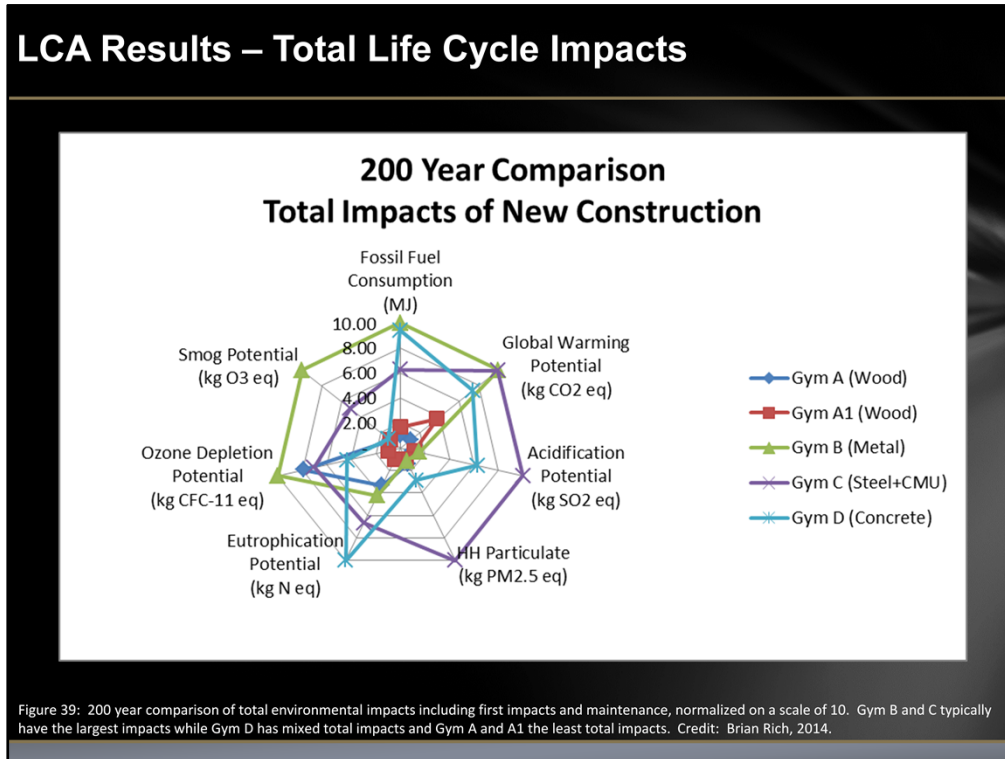 LCA Results – Total Life Cycle Impacts
200 Year Comparison
Total Impacts of New Construction
Fossil Fuel
Consumption
(MJ)
10.00
8.00
6.00
4.00
2.00
Global Warming
Potential
(kg CO2 eq)
Acidification
Potential
(kg SO2 eq)
HH Particulate
(kg PM2.5 eq)
Eutrophication
Potential
(kg N eq)
Ozone Depletion
Potential
(kg CFC-11 eq)
Smog Potential
(kg O3 eq)
Gym A (Wood)
Gym A1 (Wood)
Gym B (Metal)
Gym C (Steel+CMU)
Gym D (Concrete)
Figure 39: 200 year comparison of total environmental impacts including first impacts and maintenance, normalized on a scale of 10. Gym B and C typically
have the largest impacts while Gym D has mixed total impacts and Gym A and A1 the least total impacts. Credit: Brian Rich, 2014.